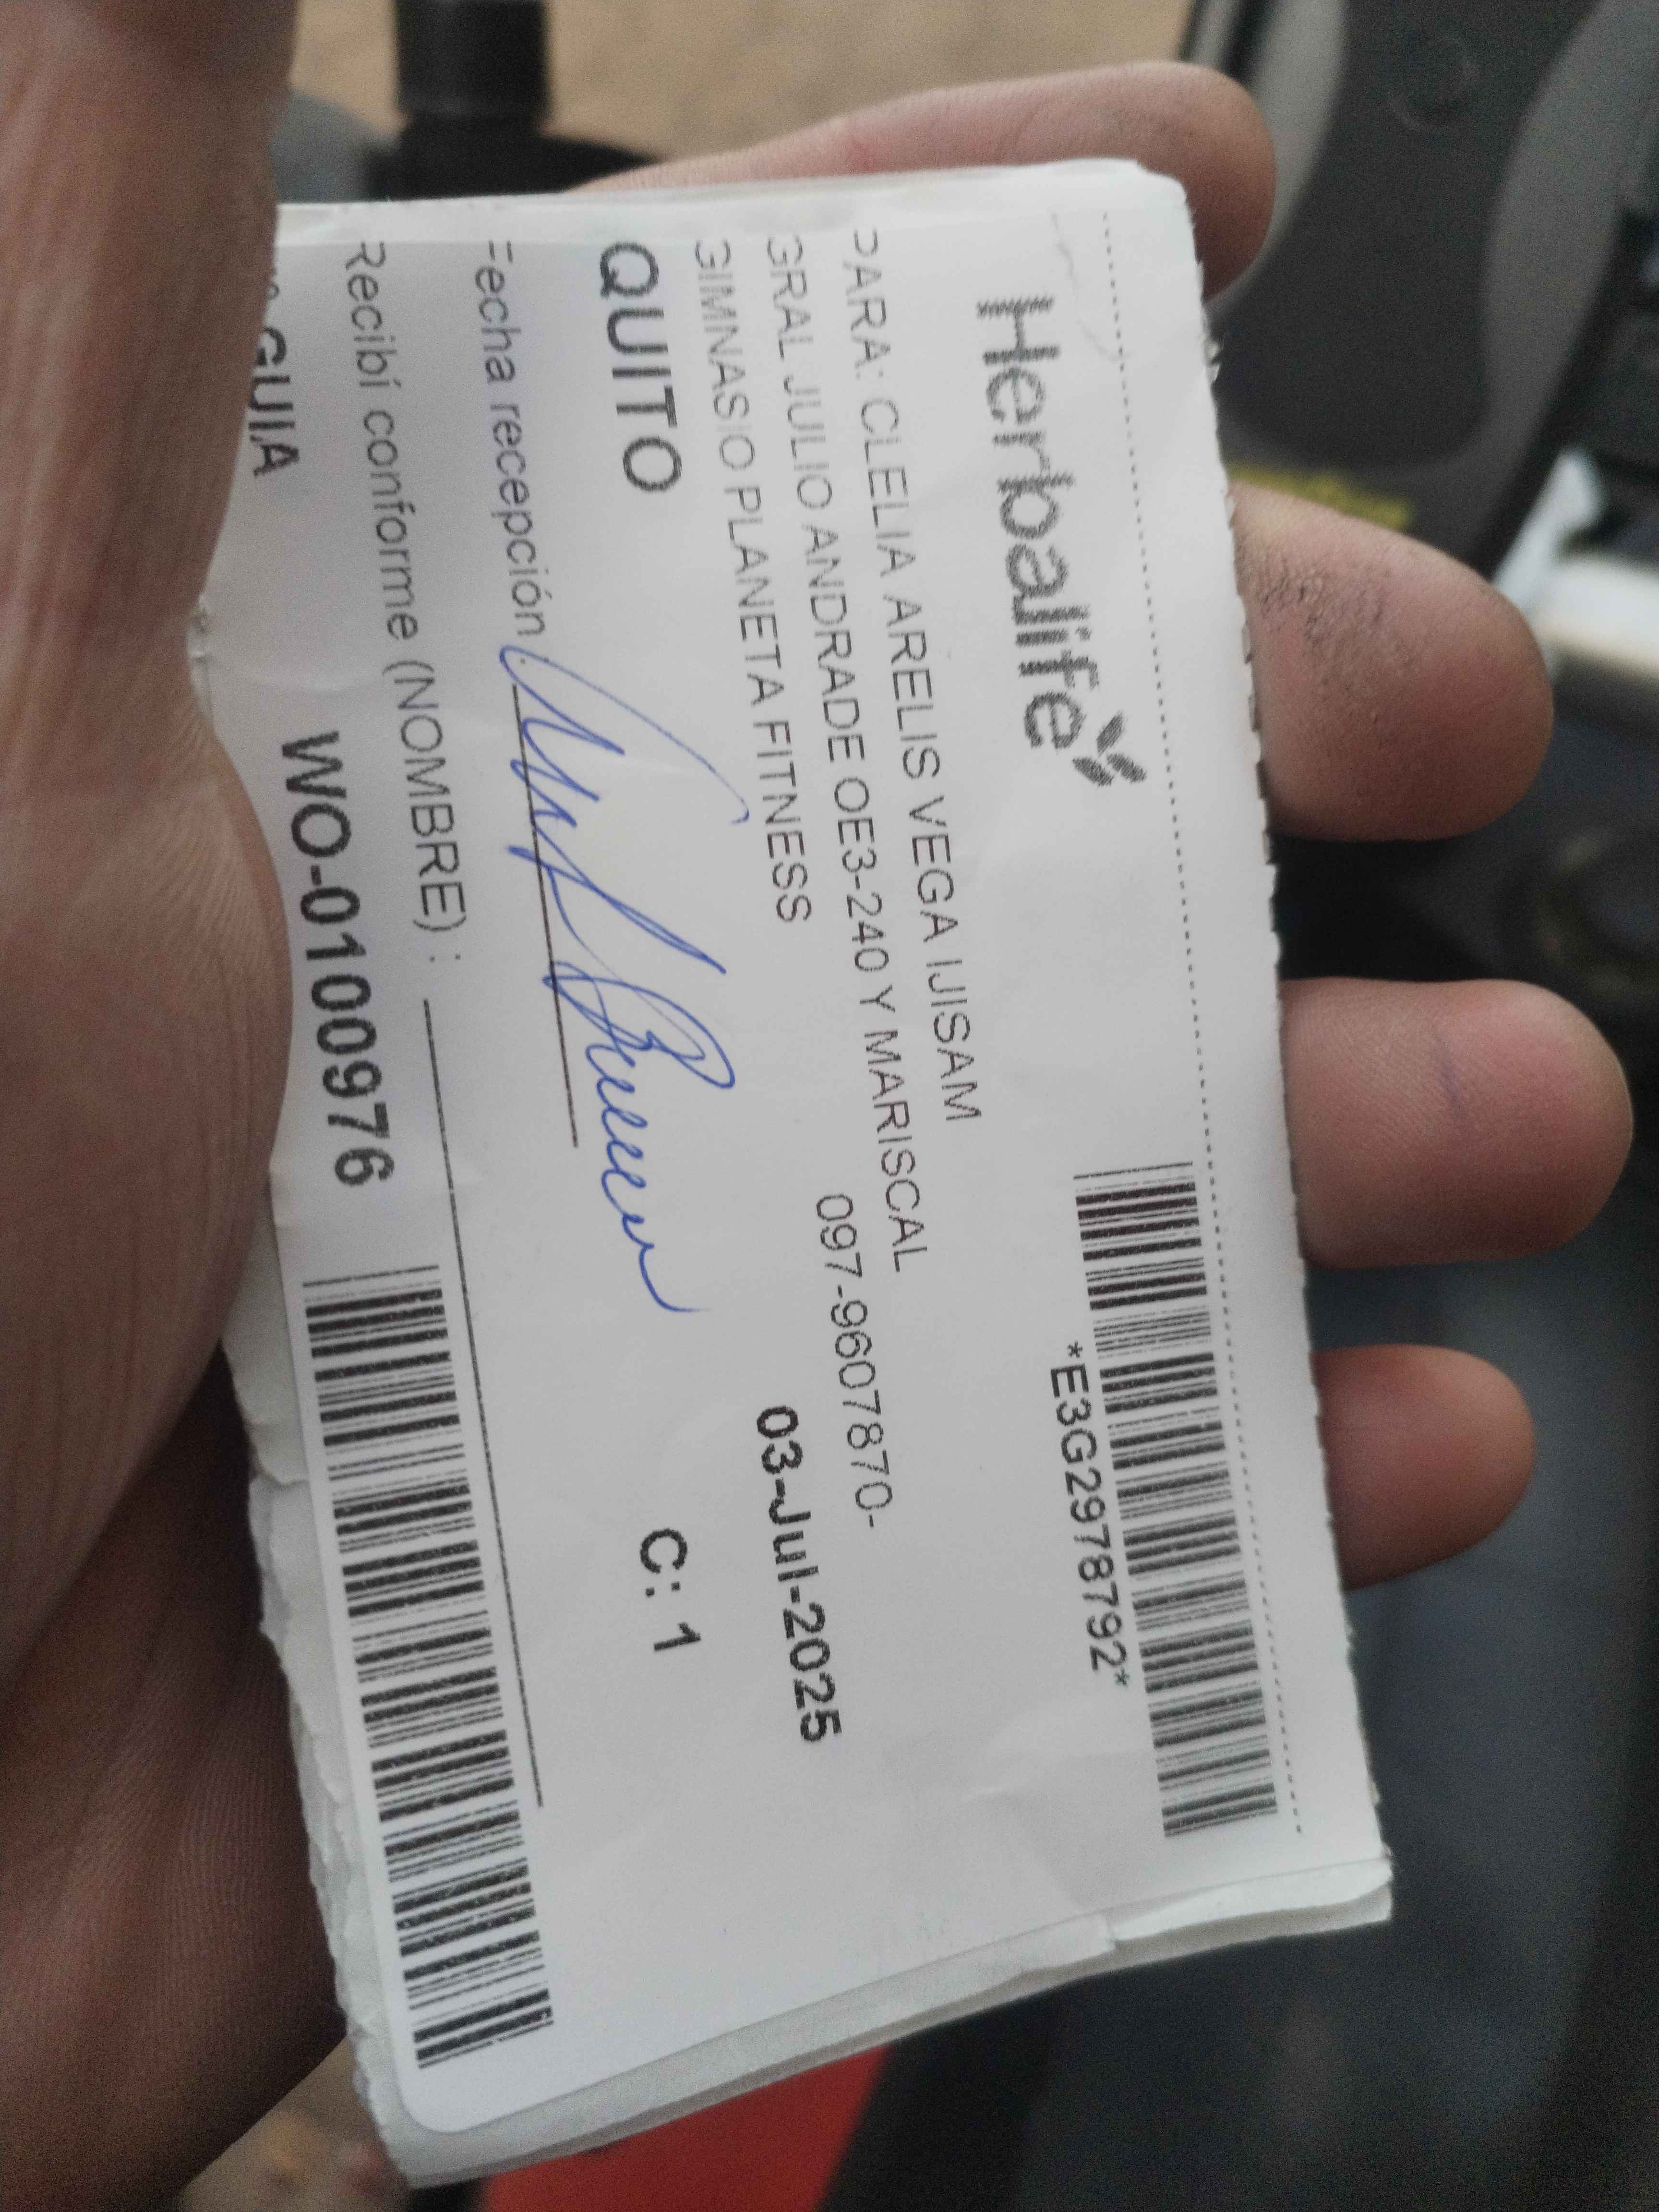 Herbalife
*E3G2978792*
PARA: CLELIA ARELIS VEGA IJISAM
GRAL JULIO ANDRADE OE3-240 Y MARISCAL
097-9607870-
GIMNASIO PLANETA FITNESS
03-Jul-2025
QUITO
C: 1
Fecha recepción
Recibí conforme (NOMBRE) :
GUIA WO-0100976